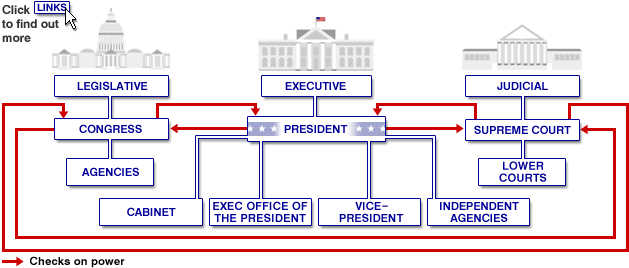 Click LINKS
to find out
more
LEGISLATIVE
EXECUTIVE
JUDICIAL
CONGRESS
PRESIDENT
SUPREME COURT
AGENCIES
LOWER
COURTS
CABINET
EXEC OFFICE OF
THE PRESIDENT
VICE–
PRESIDENT
INDEPENDENT
AGENCIES
Checks on power